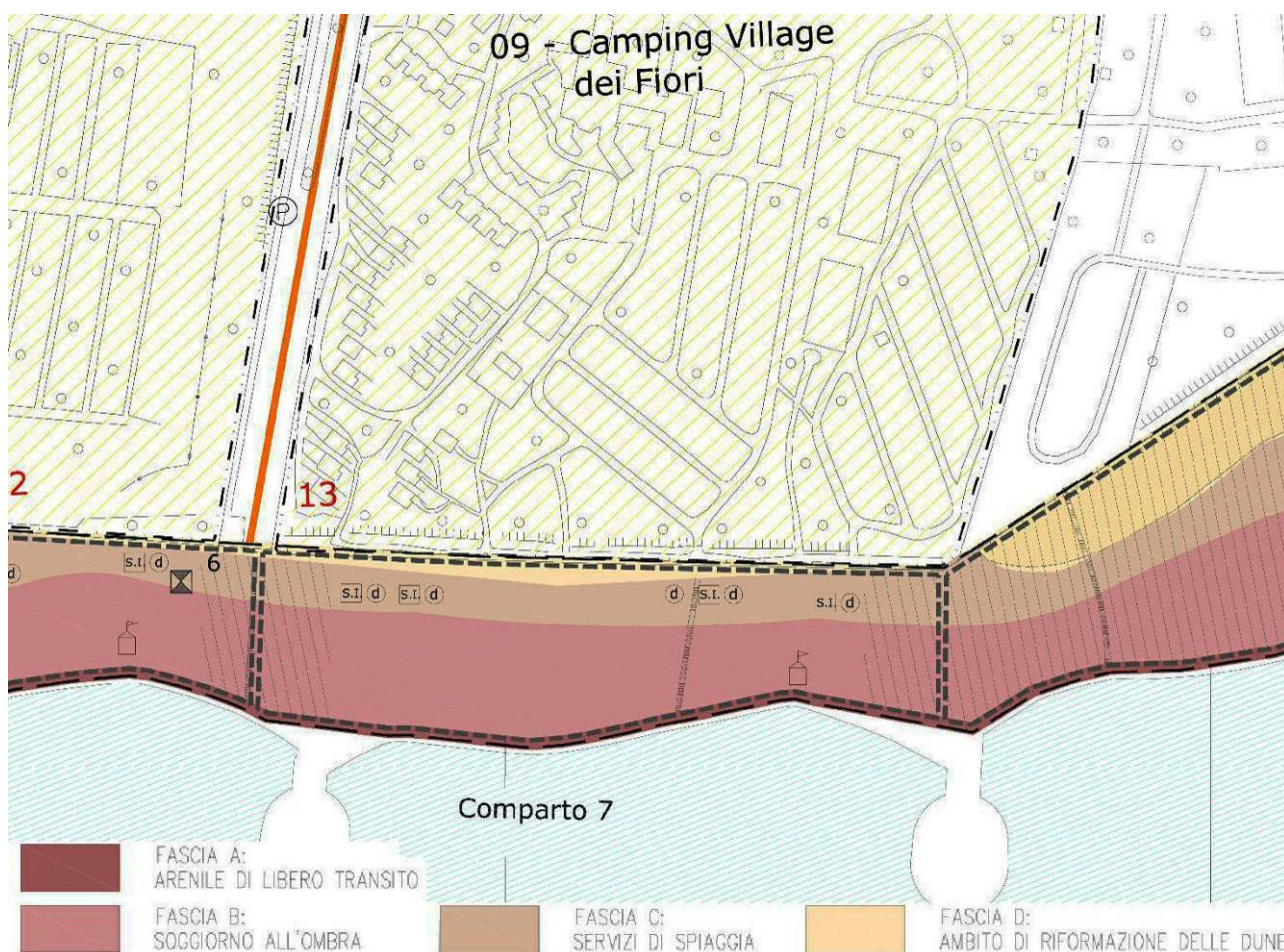 09 - Camping Village
dei Fiori
P
2
13
6
d
S.I. d
S.I. d
S.I. d
d
S.I. d
S.I. d
Comparto 7
FASCIA A:
ARENILE DI LIBERO TRANSITO
FASCIA B:
SOGGIORNO ALL'OMBRA
FASCIA C:
SERVIZI DI SPIAGGIA
FASCIA D:
AMBITO DI RIFORMAZIONE DELLE DUNE